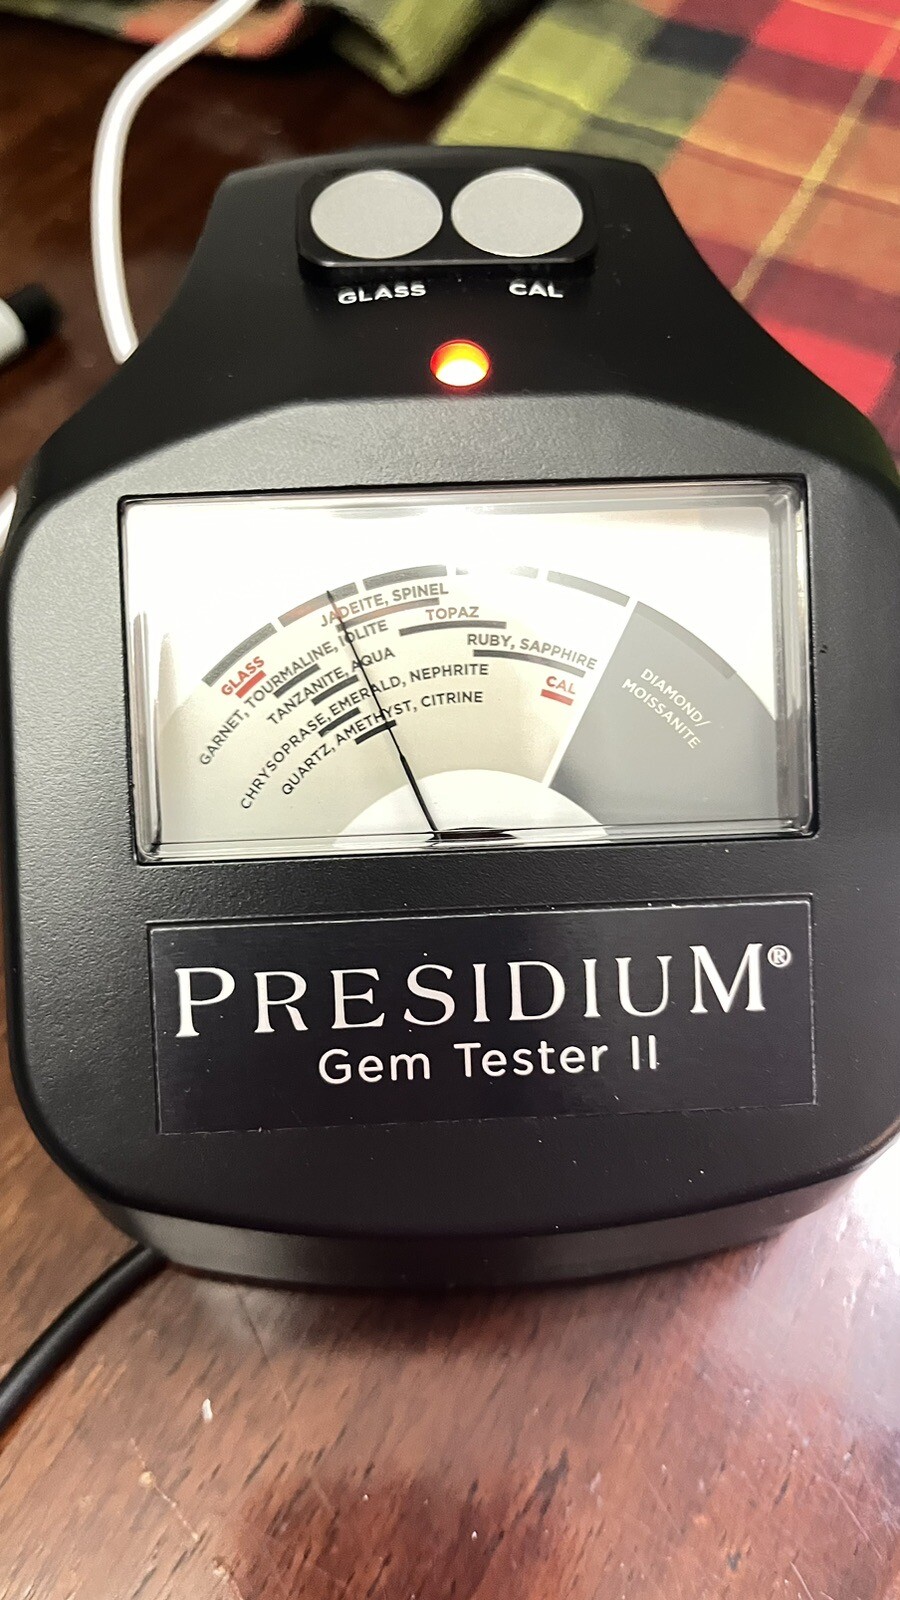 GLASS
CAL
JADEITE, SPINEL
TOPAZ
RUBY, SAPPHIRE
CAL
GLASS
GARNET, TOURMALINE, IOLITE
TANZANITE, AQUA
CHRYSOPRASE, EMERALD, NEPHRITE
QUARTZ, AMETHYST, CITRINE
DIAMOND/
MOISSANITE
PRESIDIUM®
Gem Tester II